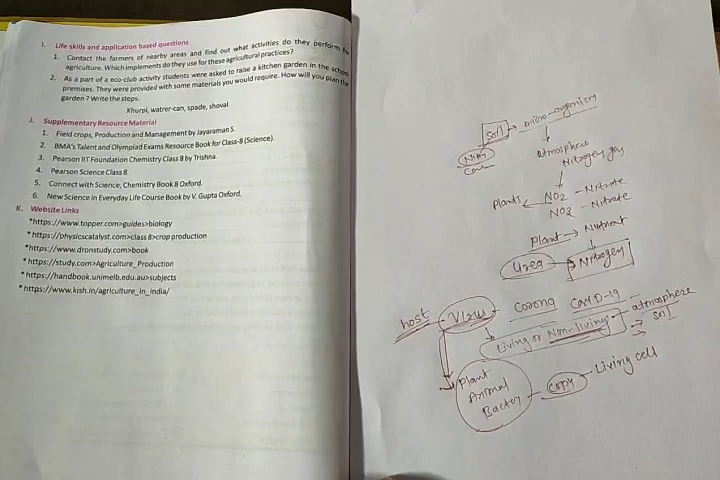 I. Life skills and application based questions
1. Contact the farmers of nearby areas and find out what activities do they perform for
agriculture. Which implements do they use for these agricultural practices?
2. As a part of a eco-club activity students were asked to raise a kitchen garden in the school
premises. They were provided with some materials you would require. How will you plan the
garden ? Write the steps.
Khurpi, watrer-can, spade, shoval
J. Supplementary Resource Material
1. Field crops, Production and Management by Jayaraman S.
2. BMA's Talent and Olympiad Exams Resource Book for Class-8 (Science).
3. Pearson IIT Foundation Chemistry Class 8 by Trishna.
4. Pearson Science Class 8
5. Connect with Science, Chemistry Book 8 Oxford.
6. New Science in Everyday Life Course Book by V. Gupta Oxford.
K. Website Links
*https://www.topper.com>guides>biology
*https://physicscatalyst.com>class 8>crop production
*https://www.dronstudy.com>book
*https://study.com>Agriculture_Production
*https://handbook.unimelb.edu.au>subjects
*https://www.kish.in/agriculture_in_india/
Soil micro-orgenism
atmosphere
Nitrogen gas
Plants NO2 - Nitrite
NO3 - Nitrate
Plant Nutrient
Urea Nitrogen
host Virus Corona CovID-19
Living or Non-living atmosphere
Soil
Plant
Animal
Bacter copy Living cell